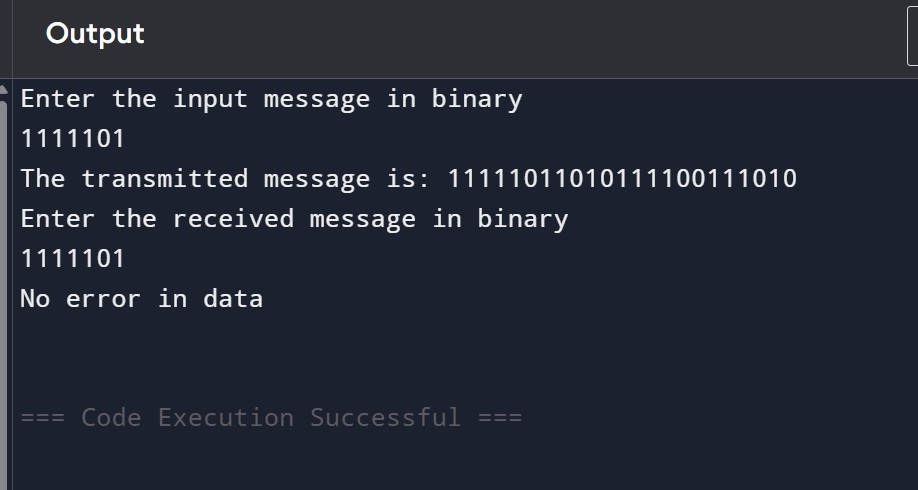 Output
Enter the input message in binary
1111101
The transmitted message is: 11111011010111100111010
Enter the received message in binary
1111101
No error in data
=== Code Execution Successful ===